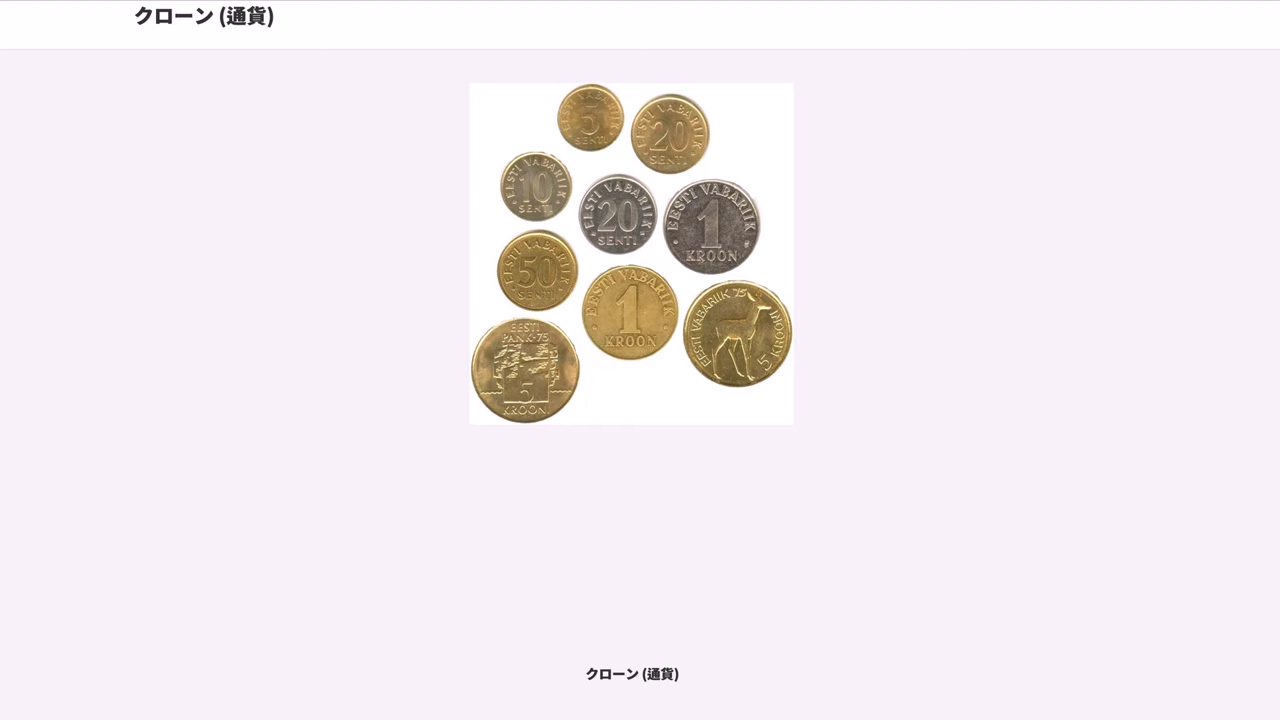 クローン (通貨)
EESTI VABARIIK
5
SENTI
EESTI VABARIIK
20
SENTI
EESTI VABARIIK
10
SENTI
EESTI VABARIIK
20
SENTI
EESTI VABARIIK
1
KROON
EESTI VABARIIK
50
SENTI
EESTI VABARIIK
1
KROON
EESTI VABARIIK 75
5 KROONI
EESTI
PANK·75
5
KROON
クローン (通貨)